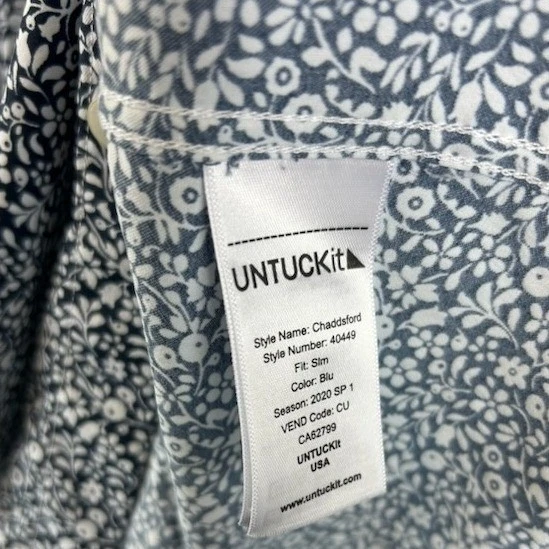 UNTUCKit
Style Name: Chaddsford
Style Number: 40449
Fit: Slm
Color: Blu
Season: 2020 SP 1
VEND Code: CU
CA62799
UNTUCKIt
USA
www.untuckit.com